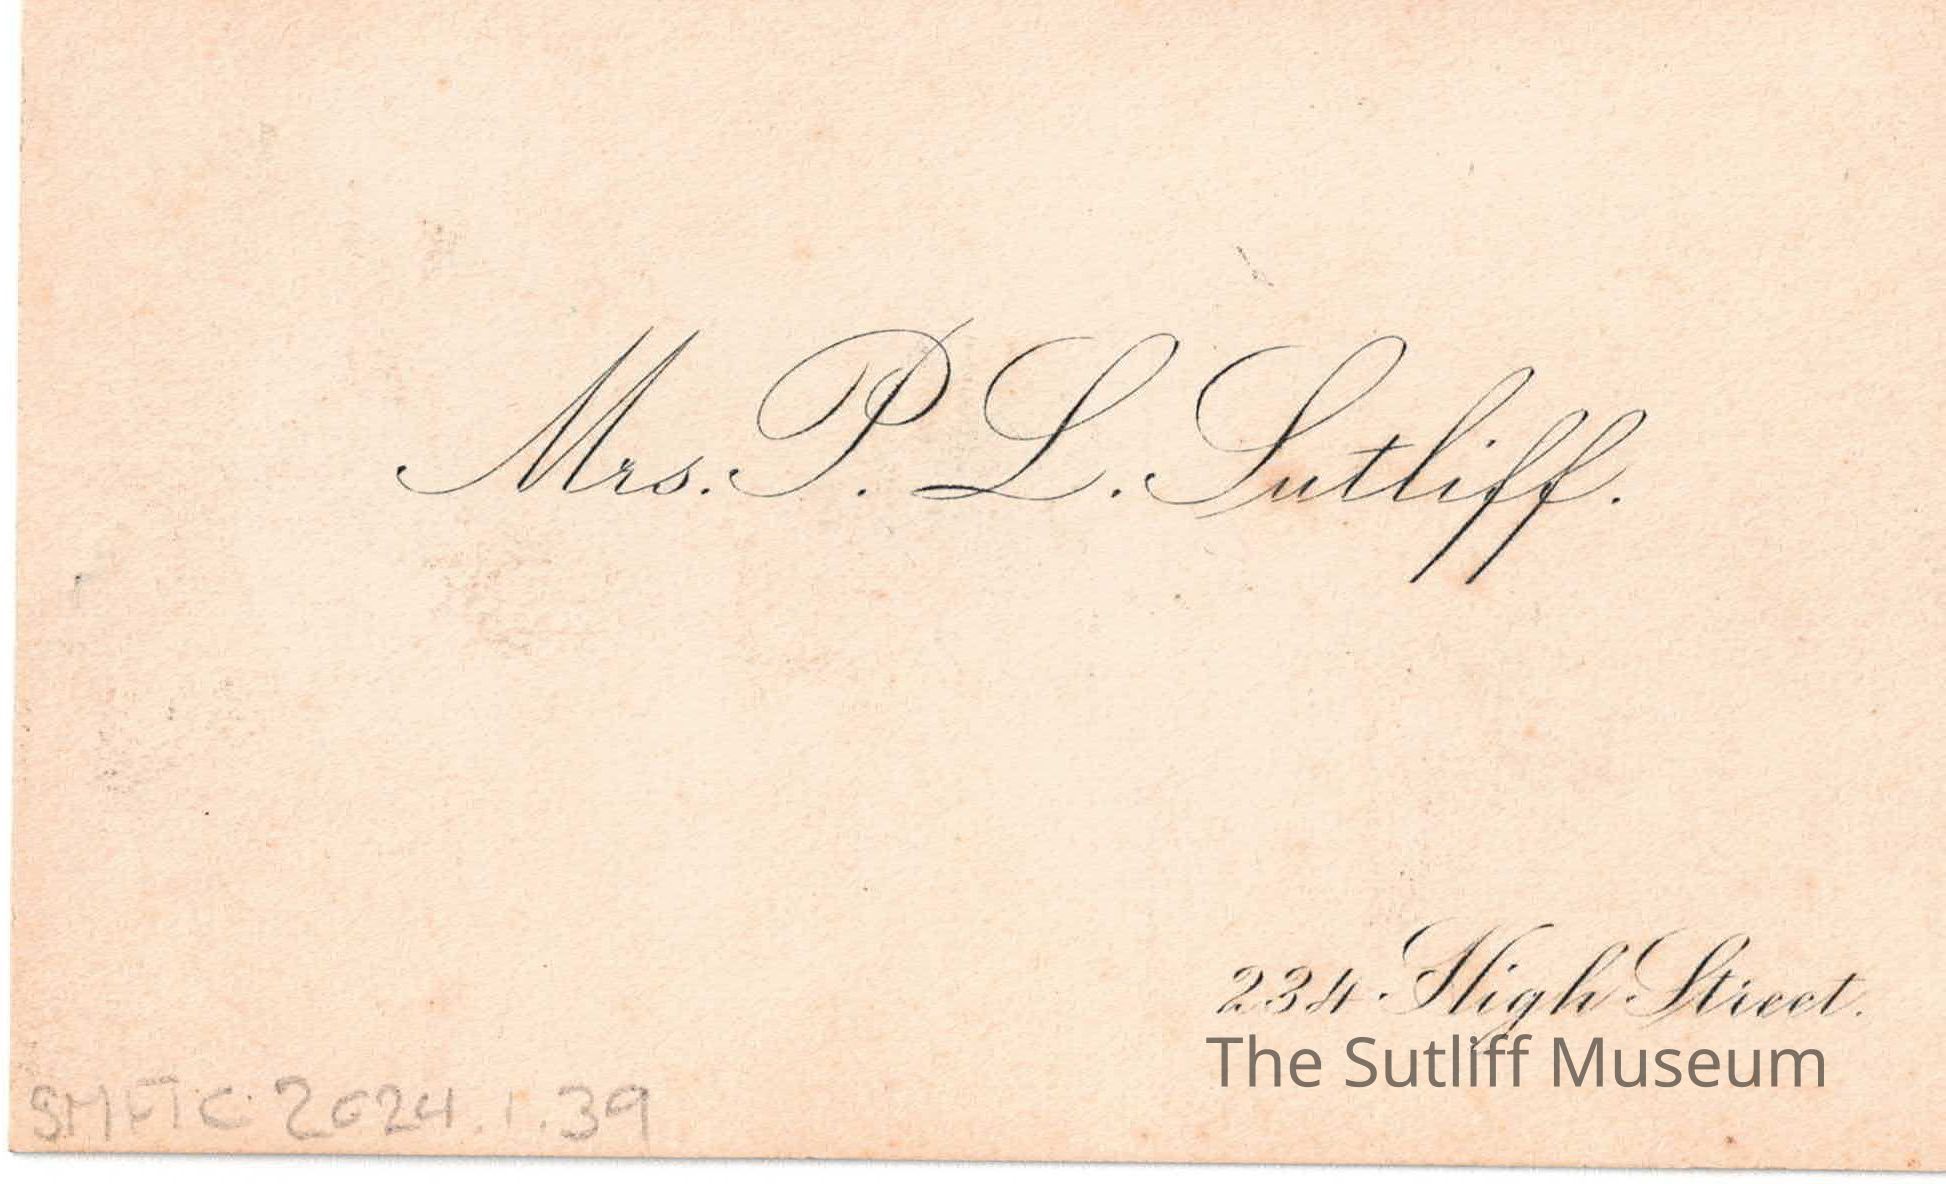 Mrs. P. L. Sutliff.
234 High Street.
The Sutliff Museum
SMFTC 2024.1.39